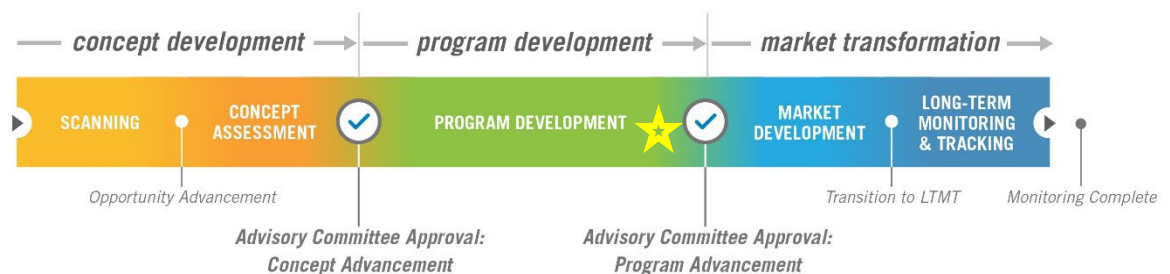 concept development
program development
market transformation
SCANNING
CONCEPT
ASSESSMENT
PROGRAM DEVELOPMENT
MARKET
DEVELOPMENT
LONG-TERM
MONITORING
& TRACKING
Opportunity Advancement
Transition to LTMT
Monitoring Complete
Advisory Committee Approval:
Concept Advancement
Advisory Committee Approval:
Program Advancement